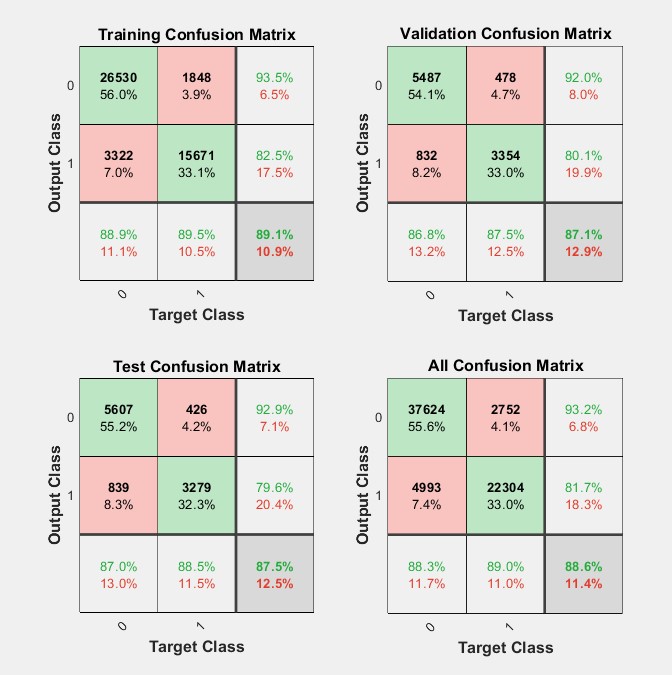 Training Confusion Matrix
0 26530 1848 93.5%
56.0% 3.9% 6.5%
1 3322 15671 82.5%
7.0% 33.1% 17.5%
88.9% 89.5% 89.1%
11.1% 10.5% 10.9%
0 1
Target Class
Output Class
Validation Confusion Matrix
0 5487 478 92.0%
54.1% 4.7% 8.0%
1 832 3354 80.1%
8.2% 33.0% 19.9%
86.8% 87.5% 87.1%
13.2% 12.5% 12.9%
0 1
Target Class
Output Class
Test Confusion Matrix
0 5607 426 92.9%
55.2% 4.2% 7.1%
1 839 3279 79.6%
8.3% 32.3% 20.4%
87.0% 88.5% 87.5%
13.0% 11.5% 12.5%
0 1
Target Class
Output Class
All Confusion Matrix
0 37624 2752 93.2%
55.6% 4.1% 6.8%
1 4993 22304 81.7%
7.4% 33.0% 18.3%
88.3% 89.0% 88.6%
11.7% 11.0% 11.4%
0 1
Target Class
Output Class